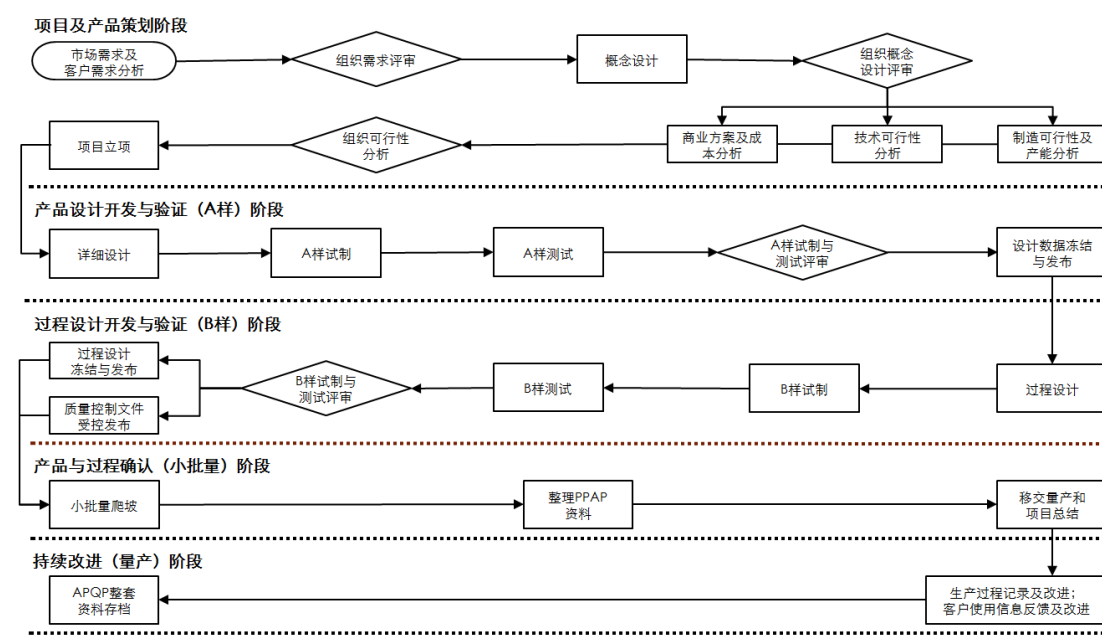 项目及产品策划阶段
市场需求及
客户需求分析
组织需求评审
概念设计
组织概念
设计评审
项目立项
组织可行性
分析
商业方案及成
本分析
技术可行性
分析
制造可行性及
产能分析
产品设计开发与验证（A样）阶段
详细设计
A样试制
A样测试
A样试制与
测试评审
设计数据冻结
与发布
过程设计开发与验证（B样）阶段
过程设计
冻结与发布
质量控制文件
受控发布
B样试制与
测试评审
B样测试
B样试制
过程设计
产品与过程确认（小批量）阶段
小批量爬坡
整理PPAP
资料
移交量产和
项目总结
持续改进（量产）阶段
APQP整套
资料存档
生产过程记录及改进；
客户使用信息反馈及改进